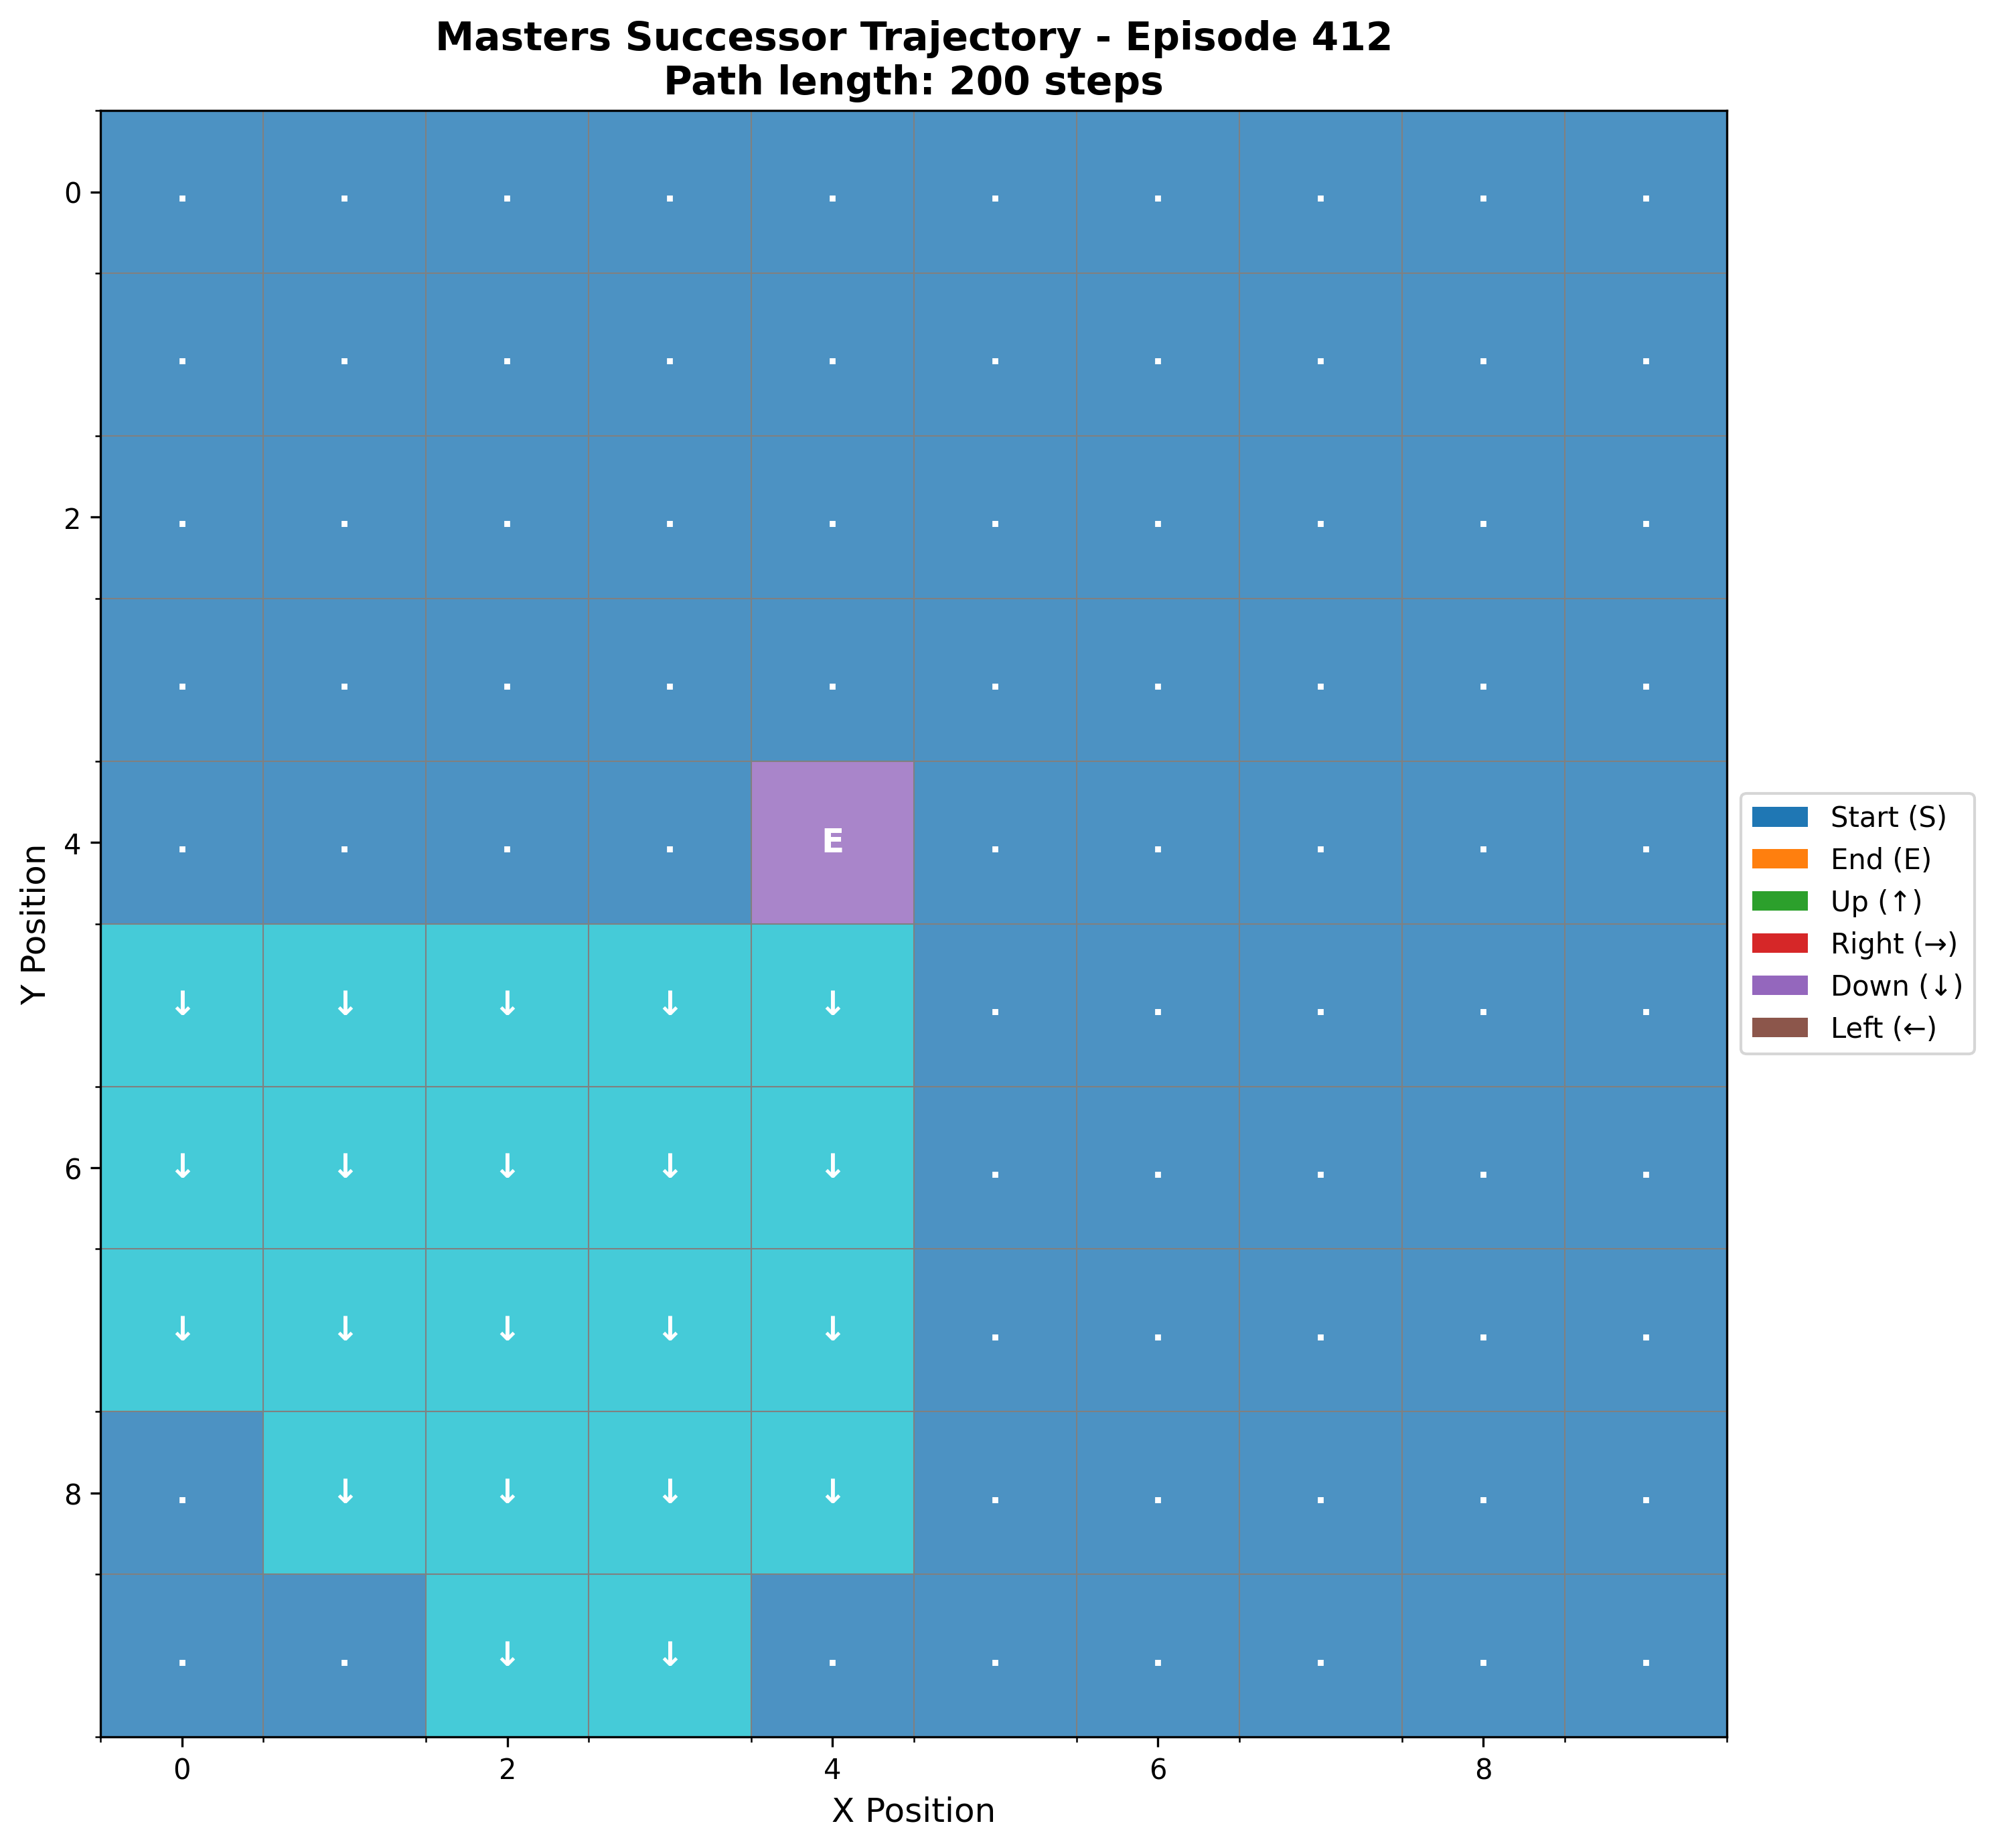 Masters Successor Trajectory - Episode 412
Path length: 200 steps
0 . . . . . . . . . .
. . . . . . . . . .
2 . . . . . . . . . .
. . . . . . . . . .
4 . . . . E . . . . .
↓ ↓ ↓ ↓ ↓ . . . . .
6 ↓ ↓ ↓ ↓ ↓ . . . . .
↓ ↓ ↓ ↓ ↓ . . . . .
8 . ↓ ↓ ↓ ↓ . . . . .
. . ↓ ↓ . . . . . .
0 2 4 6 8
X Position
Y Position
Start (S)
End (E)
Up (↑)
Right (→)
Down (↓)
Left (←)